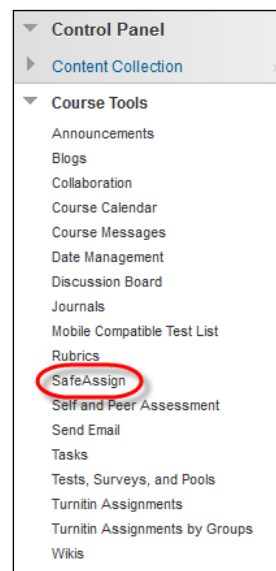 Control Panel
Content Collection
Course Tools
Announcements
Blogs
Collaboration
Course Calendar
Course Messages
Date Management
Discussion Board
Journals
Mobile Compatible Test List
Rubrics
SafeAssign
Self and Peer Assessment
Send Email
Tasks
Tests, Surveys, and Pools
Turnitin Assignments
Turnitin Assignments by Groups
Wikis